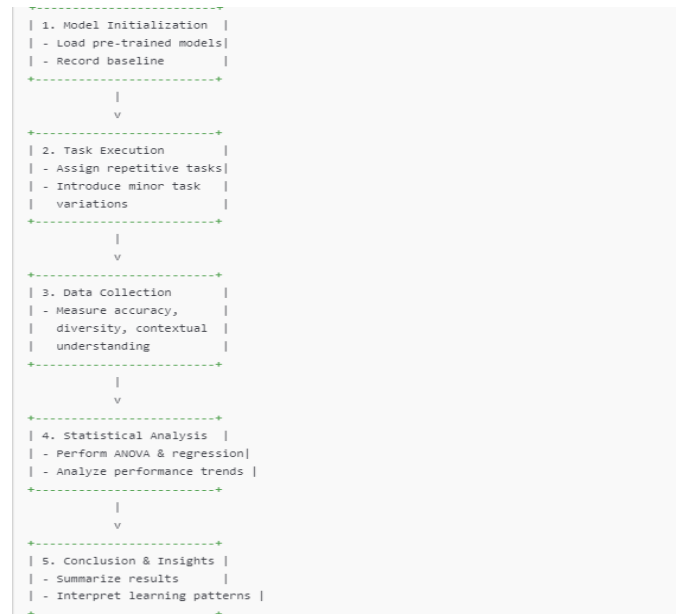 +------------------------+
| 1. Model Initialization  |
| - Load pre-trained models|
| - Record baseline        |
+------------------------+
|
v
+------------------------+
| 2. Task Execution        |
| - Assign repetitive tasks|
| - Introduce minor task   |
|   variations             |
+------------------------+
|
v
+------------------------+
| 3. Data Collection       |
| - Measure accuracy,      |
|   diversity, contextual  |
|   understanding          |
+------------------------+
|
v
+------------------------+
| 4. Statistical Analysis  |
| - Perform ANOVA & regression|
| - Analyze performance trends |
+------------------------+
|
v
+------------------------+
| 5. Conclusion & Insights |
| - Summarize results      |
| - Interpret learning patterns |
+------------------------+